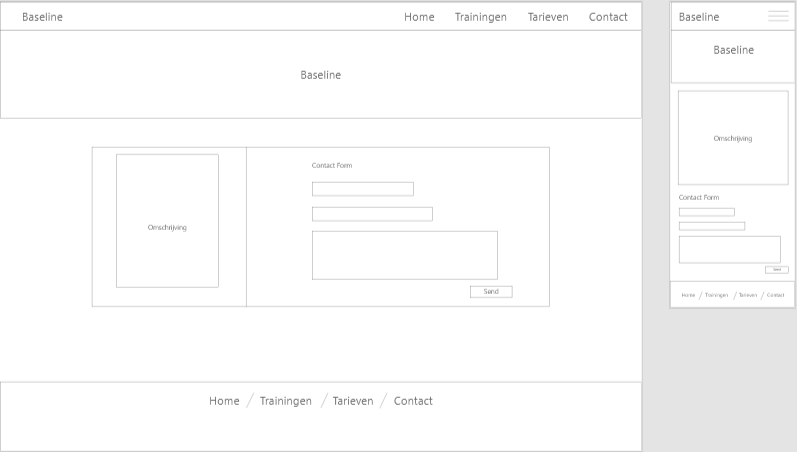 Baseline Home Trainingen Tarieven Contact
Baseline
Omschrijving
Contact Form
Send
Home / Trainingen / Tarieven / Contact
Baseline
Baseline
Omschrijving
Contact Form
Send
Home / Trainingen / Tarieven / Contact